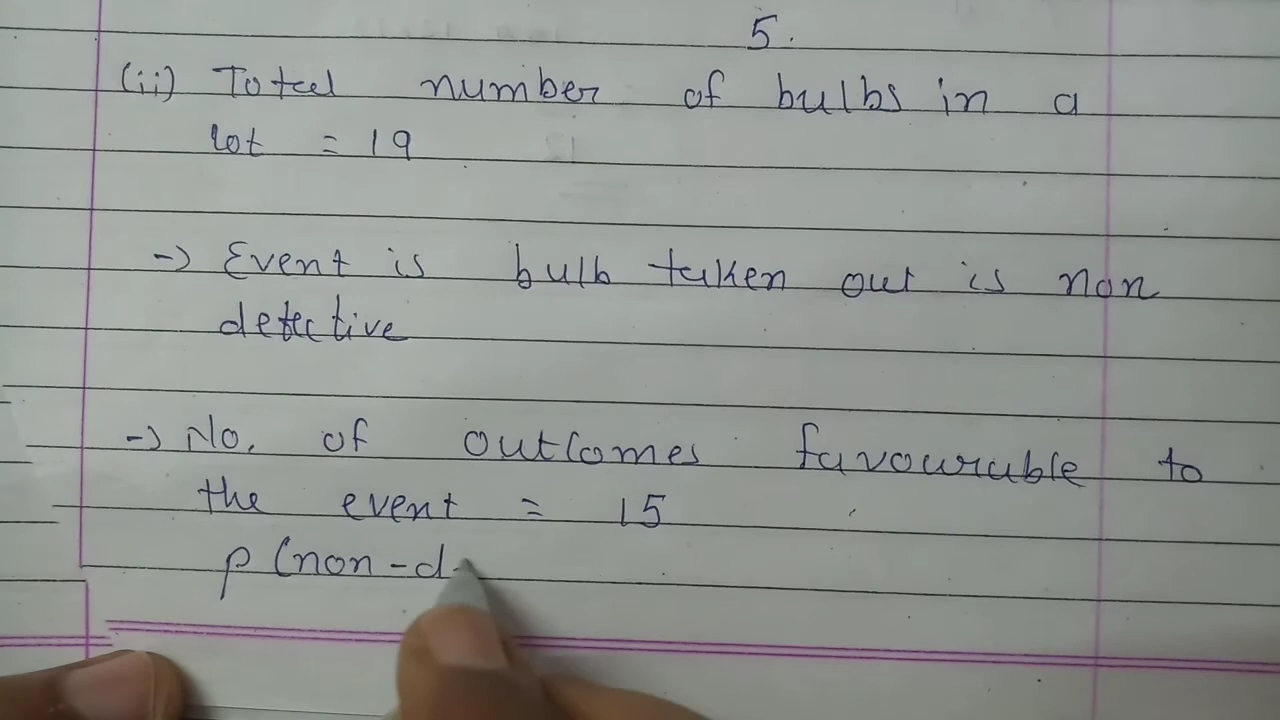 5.
(ii) Total number of bulbs in a
lot = 19
→ Event is bulb taken out is non
defective
→ No. of outcomes favourable to
the event = 15
P (non-d